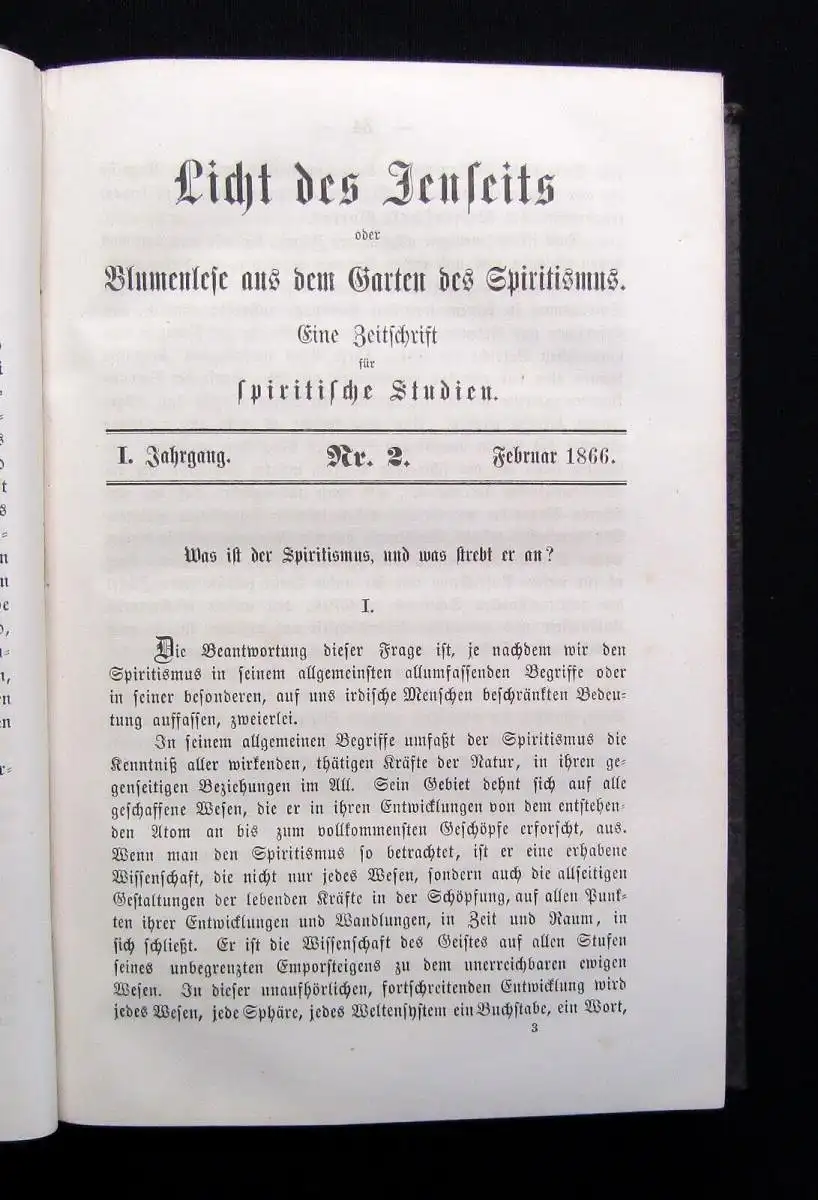 Licht des Jenseits
oder
Blumenlese aus dem Garten des Spiritismus.
Eine Zeitschrift
für
spiritische Studien.
I. Jahrgang. Nr. 2. Februar 1866.
Was ist der Spiritismus, und was strebt er an?
I.
Die Beantwortung dieser Frage ist, je nachdem wir den
Spiritismus in seinem allgemeinsten allumfassenden Begriffe oder
in seiner besonderen, auf uns irdische Menschen beschränkten Bedeu-
tung auffassen, zweierlei.
In seinem allgemeinen Begriffe umfaßt der Spiritismus die
Kenntniß aller wirkenden, thätigen Kräfte der Natur, in ihren ge-
genseitigen Beziehungen im All. Sein Gebiet dehnt sich auf alle
geschaffene Wesen, die er in ihren Entwicklungen von dem entstehen-
den Atom an bis zum vollkommensten Geschöpfe erforscht, aus.
Wenn man den Spiritismus so betrachtet, ist er eine erhabene
Wissenschaft, die nicht nur jedes Wesen, sondern auch die allseitigen
Gestaltungen der lebenden Kräfte in der Schöpfung, auf allen Punk-
ten ihrer Entwicklungen und Wandlungen, in Zeit und Raum, in
sich schließt. Er ist die Wissenschaft des Geistes auf allen Stufen
seines unbegrenzten Emporsteigens zu dem unerreichbaren ewigen
Wesen. In dieser unaufhörlichen, fortschreitenden Entwicklung wird
jedes Wesen, jede Sphäre, jedes Weltensystem ein Buchstabe, ein Wort,
3